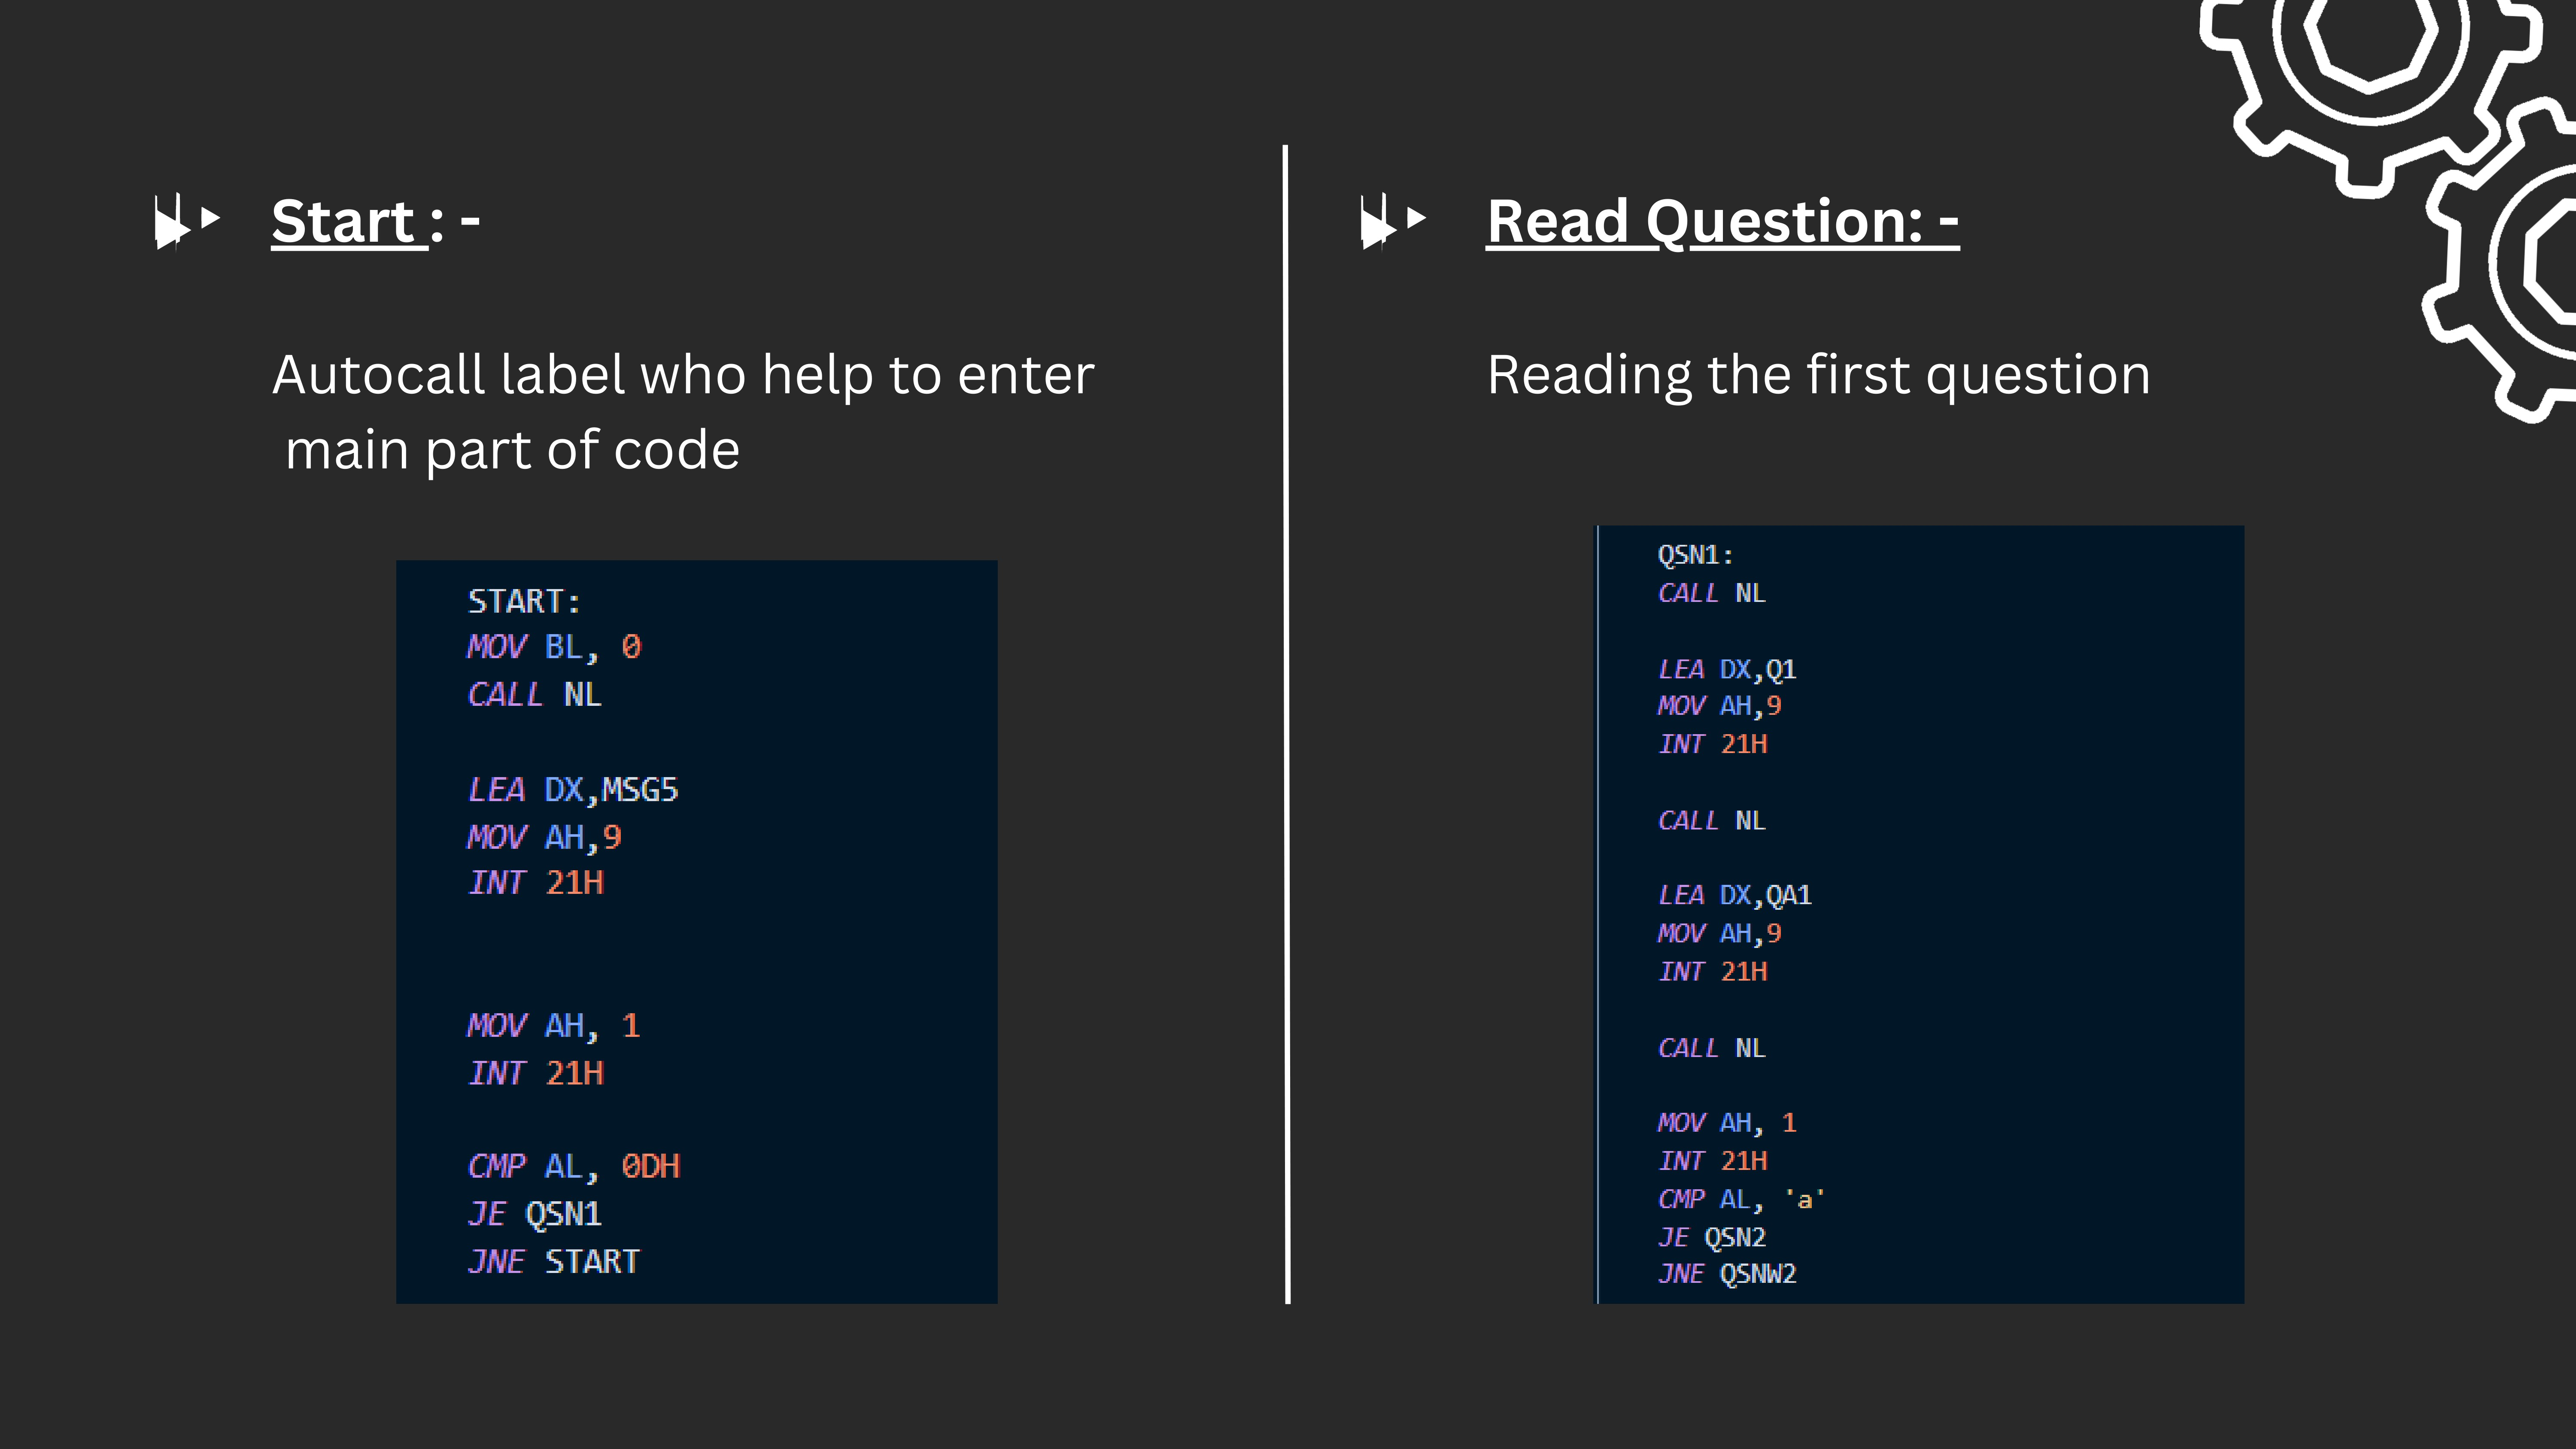 Start : -
Autocall label who help to enter
main part of code
START:
MOV BL, 0
CALL NL
LEA DX,MSG5
MOV AH,9
INT 21H
MOV AH, 1
INT 21H
CMP AL, 0DH
JE QSN1
JNE START
Read Question: -
Reading the first question
QSN1:
CALL NL
LEA DX,Q1
MOV AH,9
INT 21H
CALL NL
LEA DX,QA1
MOV AH,9
INT 21H
CALL NL
MOV AH, 1
INT 21H
CMP AL, 'a'
JE QSN2
JNE QSNW2